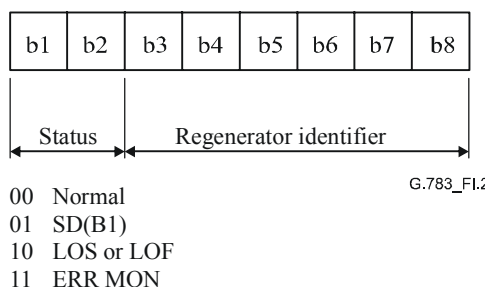 b1 b2 b3 b4 b5 b6 b7 b8
Status Regenerator identifier
G.783_FI.2
00 Normal
01 SD(B1)
10 LOS or LOF
11 ERR MON